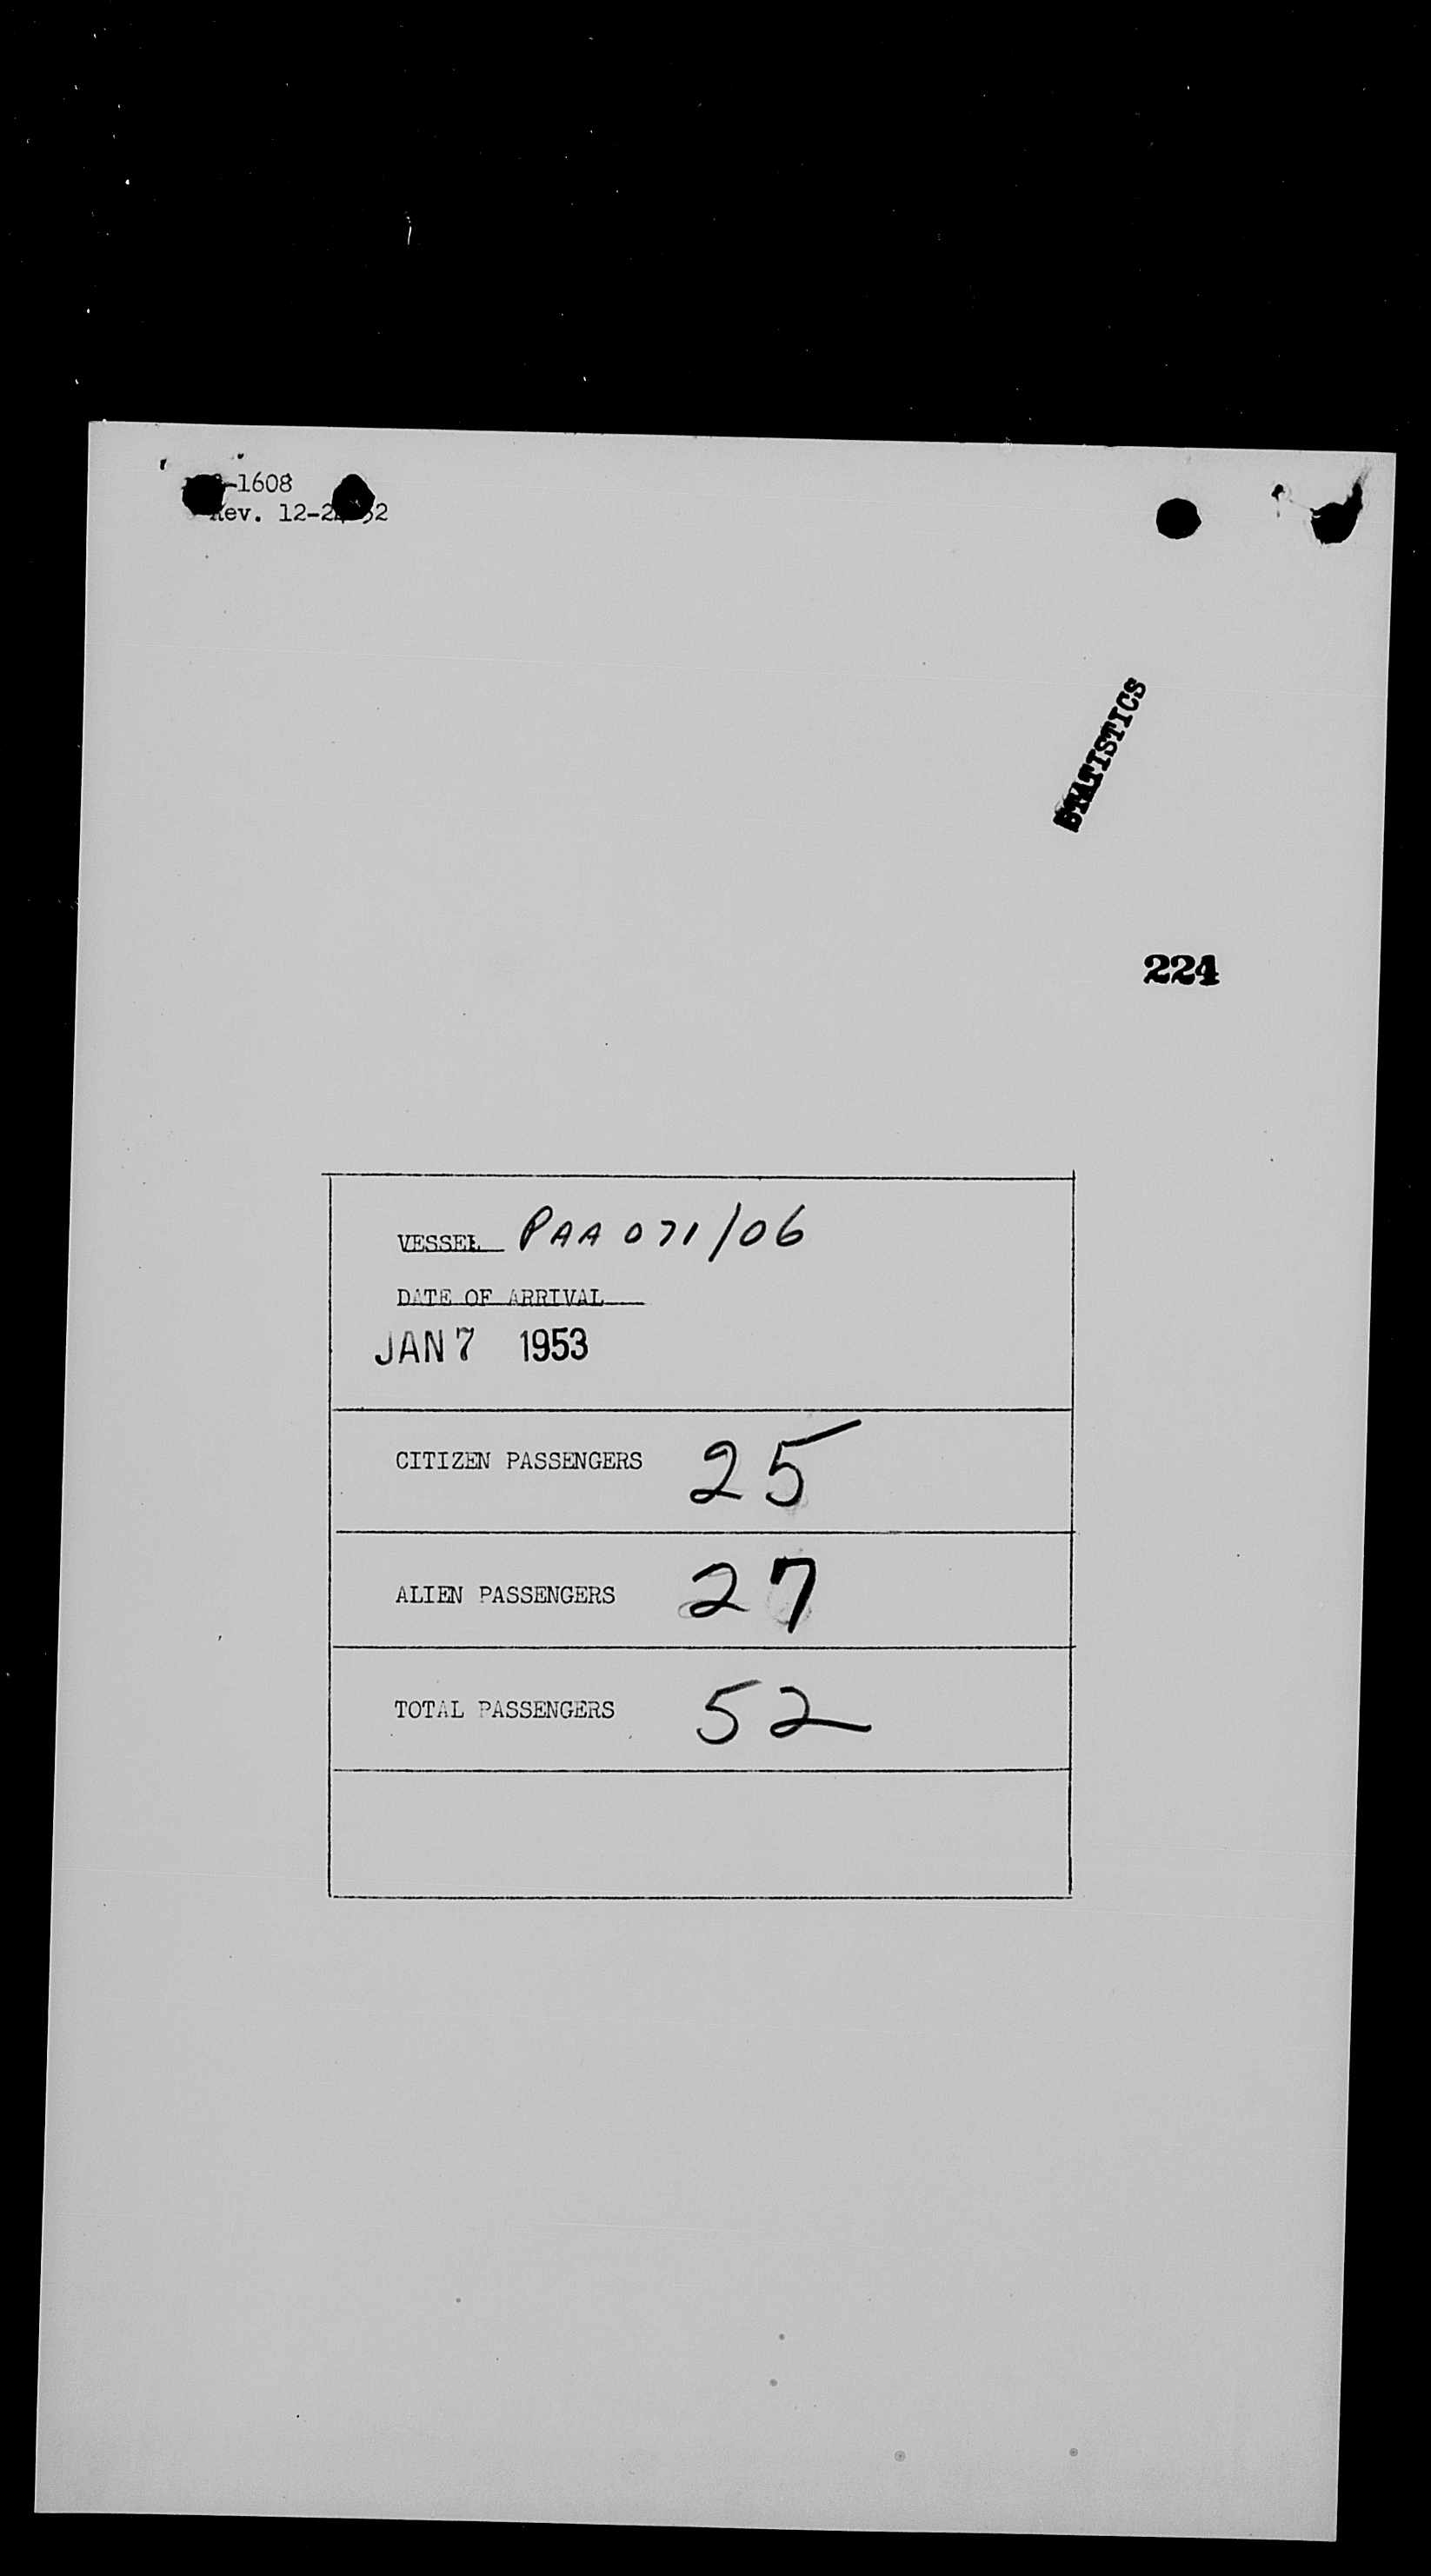 -1608
Rev. 12-2 52
STATISTICS
224
VESSEL PAA 071/06
DATE OF ARRIVAL
JAN 7 1953
CITIZEN PASSENGERS 25
ALIEN PASSENGERS 27
TOTAL PASSENGERS 52